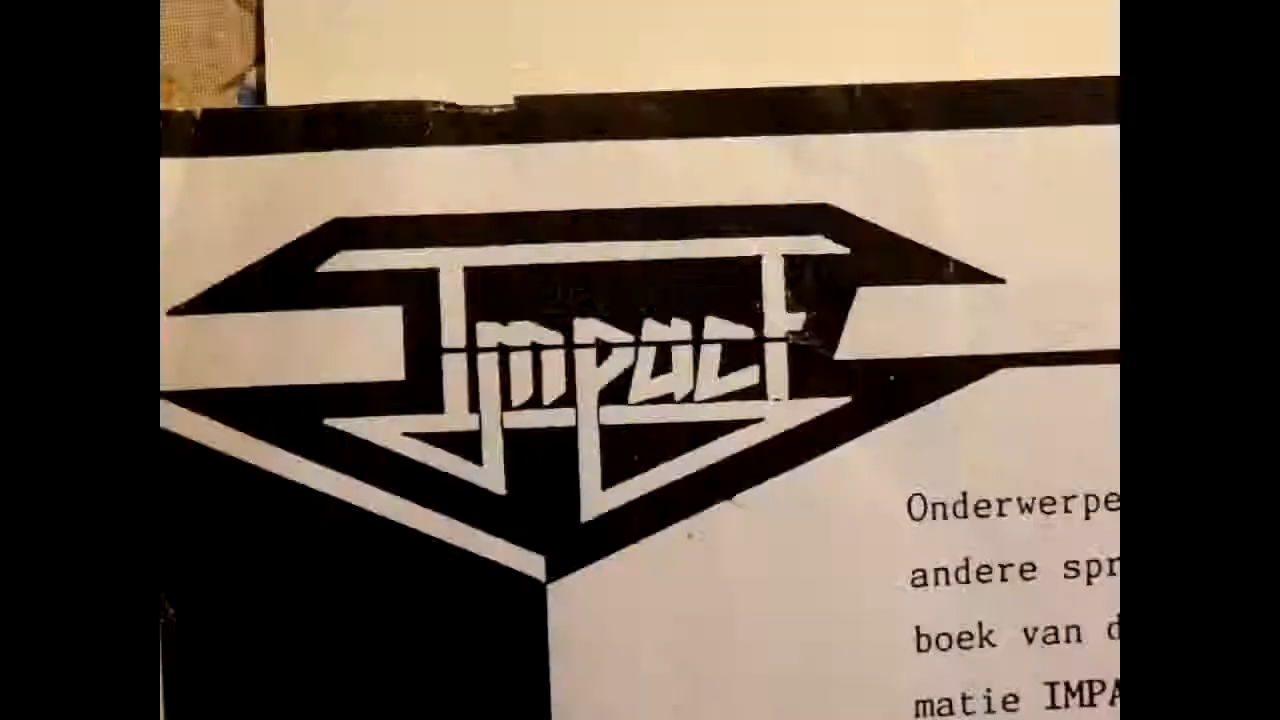 Impact
Onderwerpe
andere spr
boek van d
matie IMPA